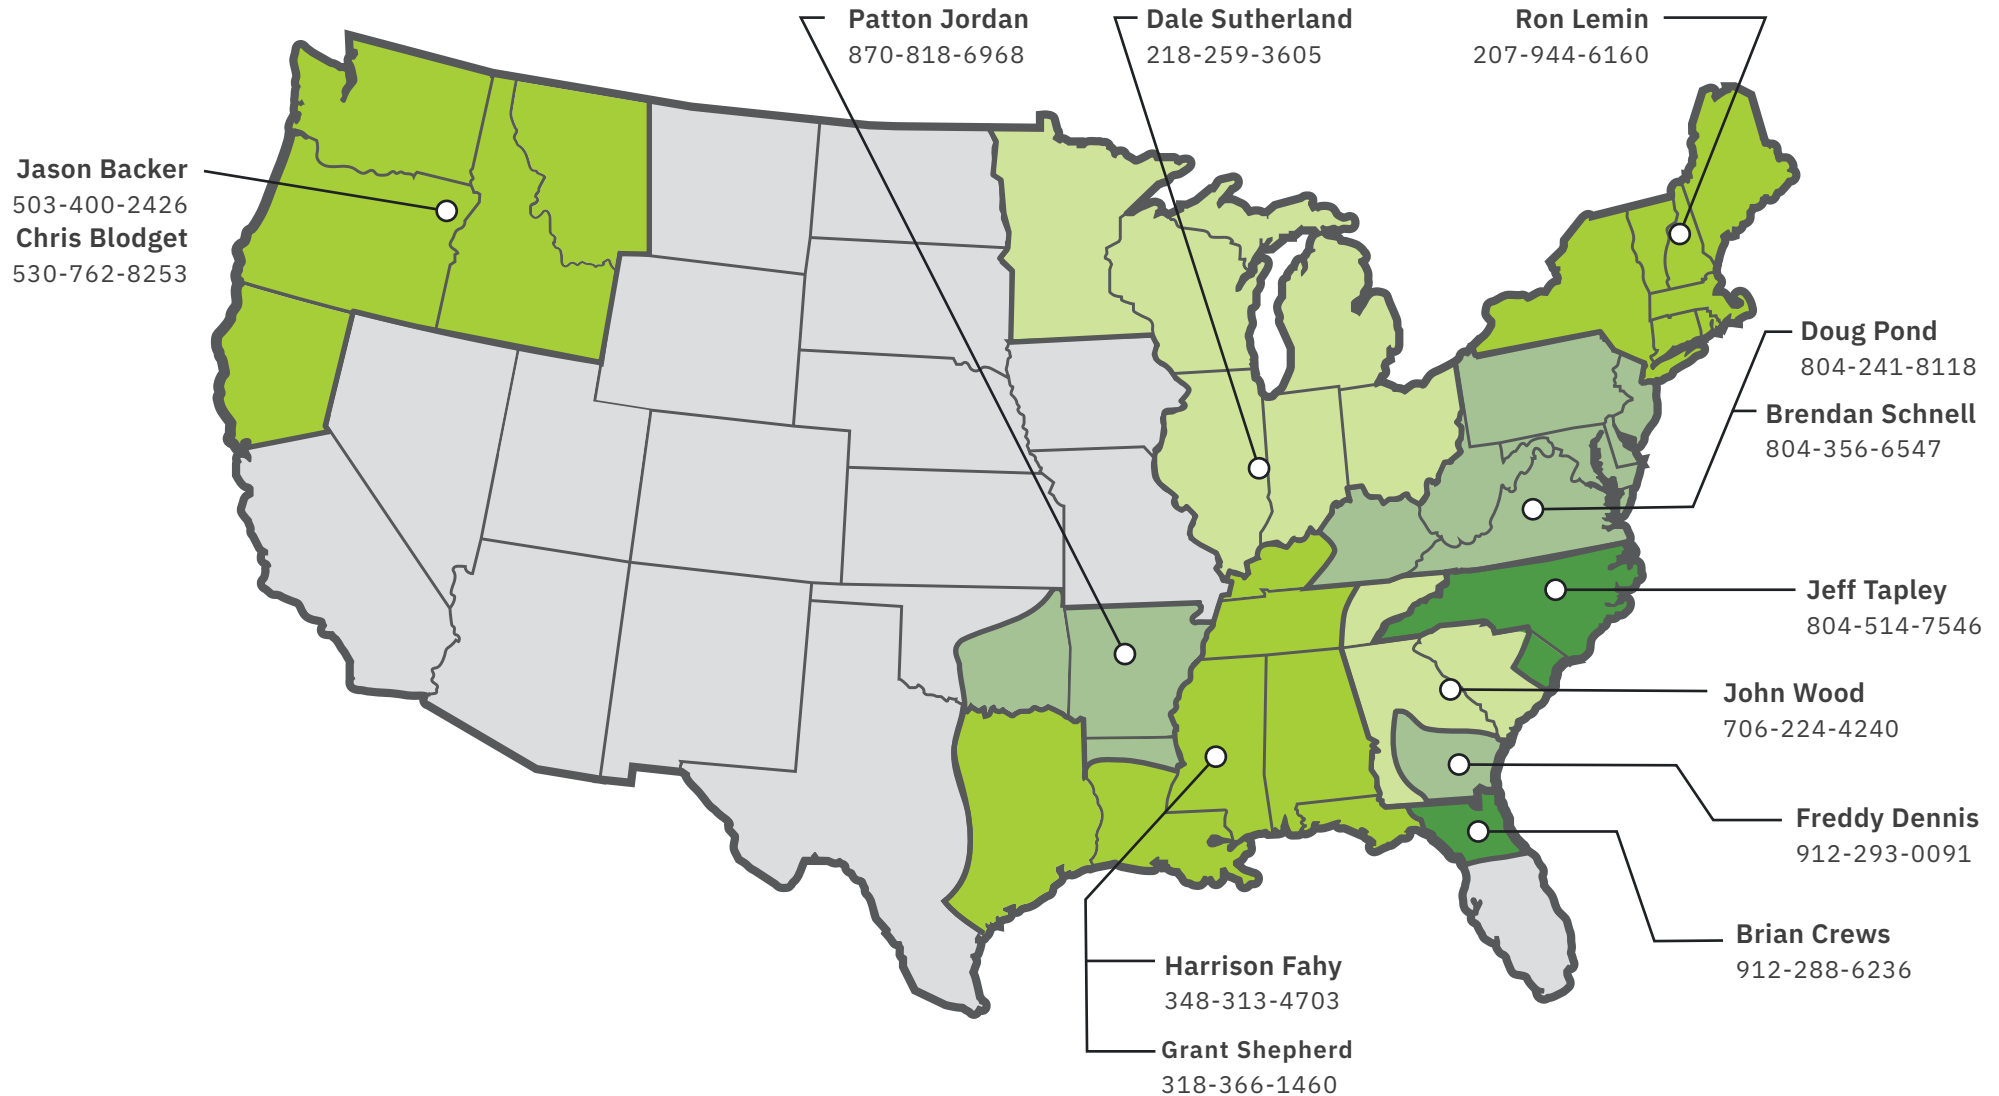 Patton Jordan
870-818-6968
Dale Sutherland
218-259-3605
Ron Lemin
207-944-6160
Jason Backer
503-400-2426
Chris Blodget
530-762-8253
Doug Pond
804-241-8118
Brendan Schnell
804-356-6547
Jeff Tapley
804-514-7546
John Wood
706-224-4240
Freddy Dennis
912-293-0091
Brian Crews
912-288-6236
Harrison Fahy
348-313-4703
Grant Shepherd
318-366-1460